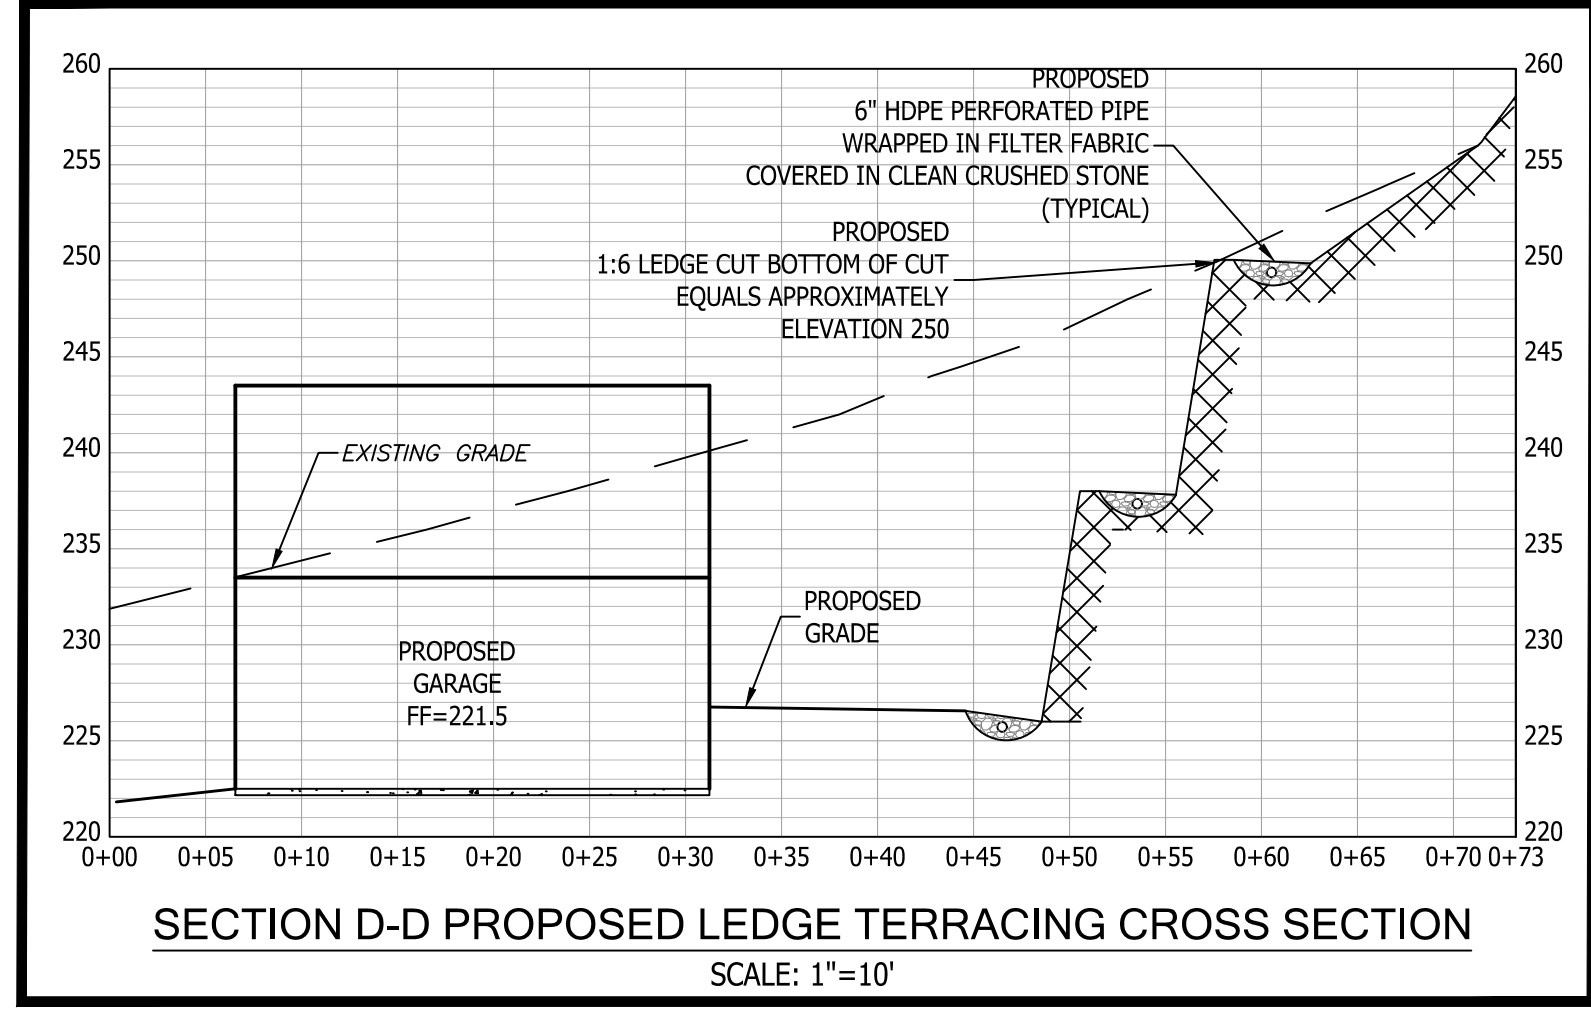 260
255
250
245
240
235
230
225
220
260
255
250
245
240
235
230
225
220
PROPOSED
6" HDPE PERFORATED PIPE
WRAPPED IN FILTER FABRIC
COVERED IN CLEAN CRUSHED STONE
(TYPICAL)
PROPOSED
1:6 LEDGE CUT BOTTOM OF CUT
EQUALS APPROXIMATELY
ELEVATION 250
EXISTING GRADE
PROPOSED
GRADE
PROPOSED
GARAGE
FF=221.5
0+00 0+05 0+10 0+15 0+20 0+25 0+30 0+35 0+40 0+45 0+50 0+55 0+60 0+65 0+70 0+73
SECTION D-D PROPOSED LEDGE TERRACING CROSS SECTION
SCALE: 1"=10'